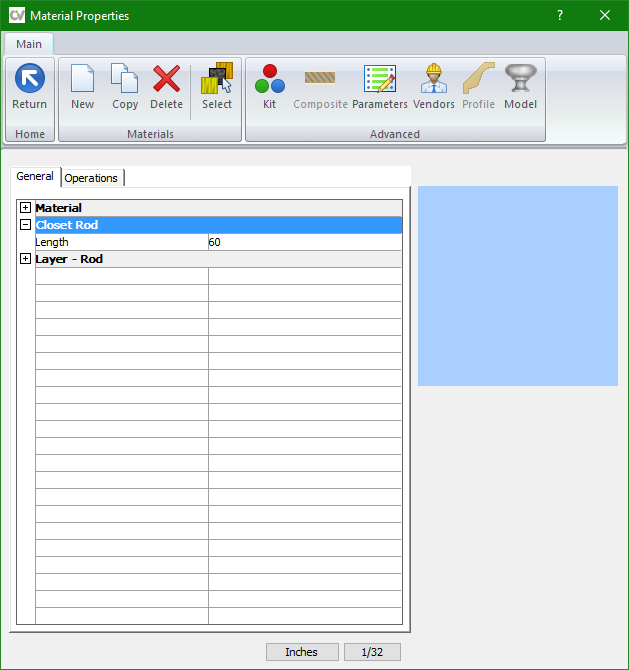 CV Material Properties ?
Main
Return New Copy Delete Select Kit Composite Parameters Vendors Profile Model
Home Materials Advanced
General Operations
Material
Closet Rod
Length 60
Layer - Rod
Inches 1/32